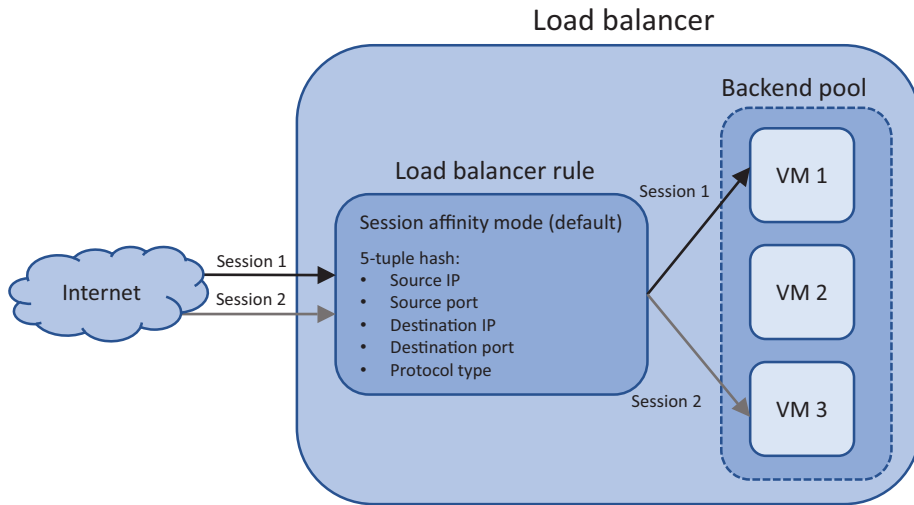 Load balancer
Backend pool
VM 1
Load balancer rule
Session 1
Session affinity mode (default)
5-tuple hash:
• Source IP
• Source port
• Destination IP
• Destination port
• Protocol type
Session 1
Internet
Session 2
VM 2
Session 2
VM 3